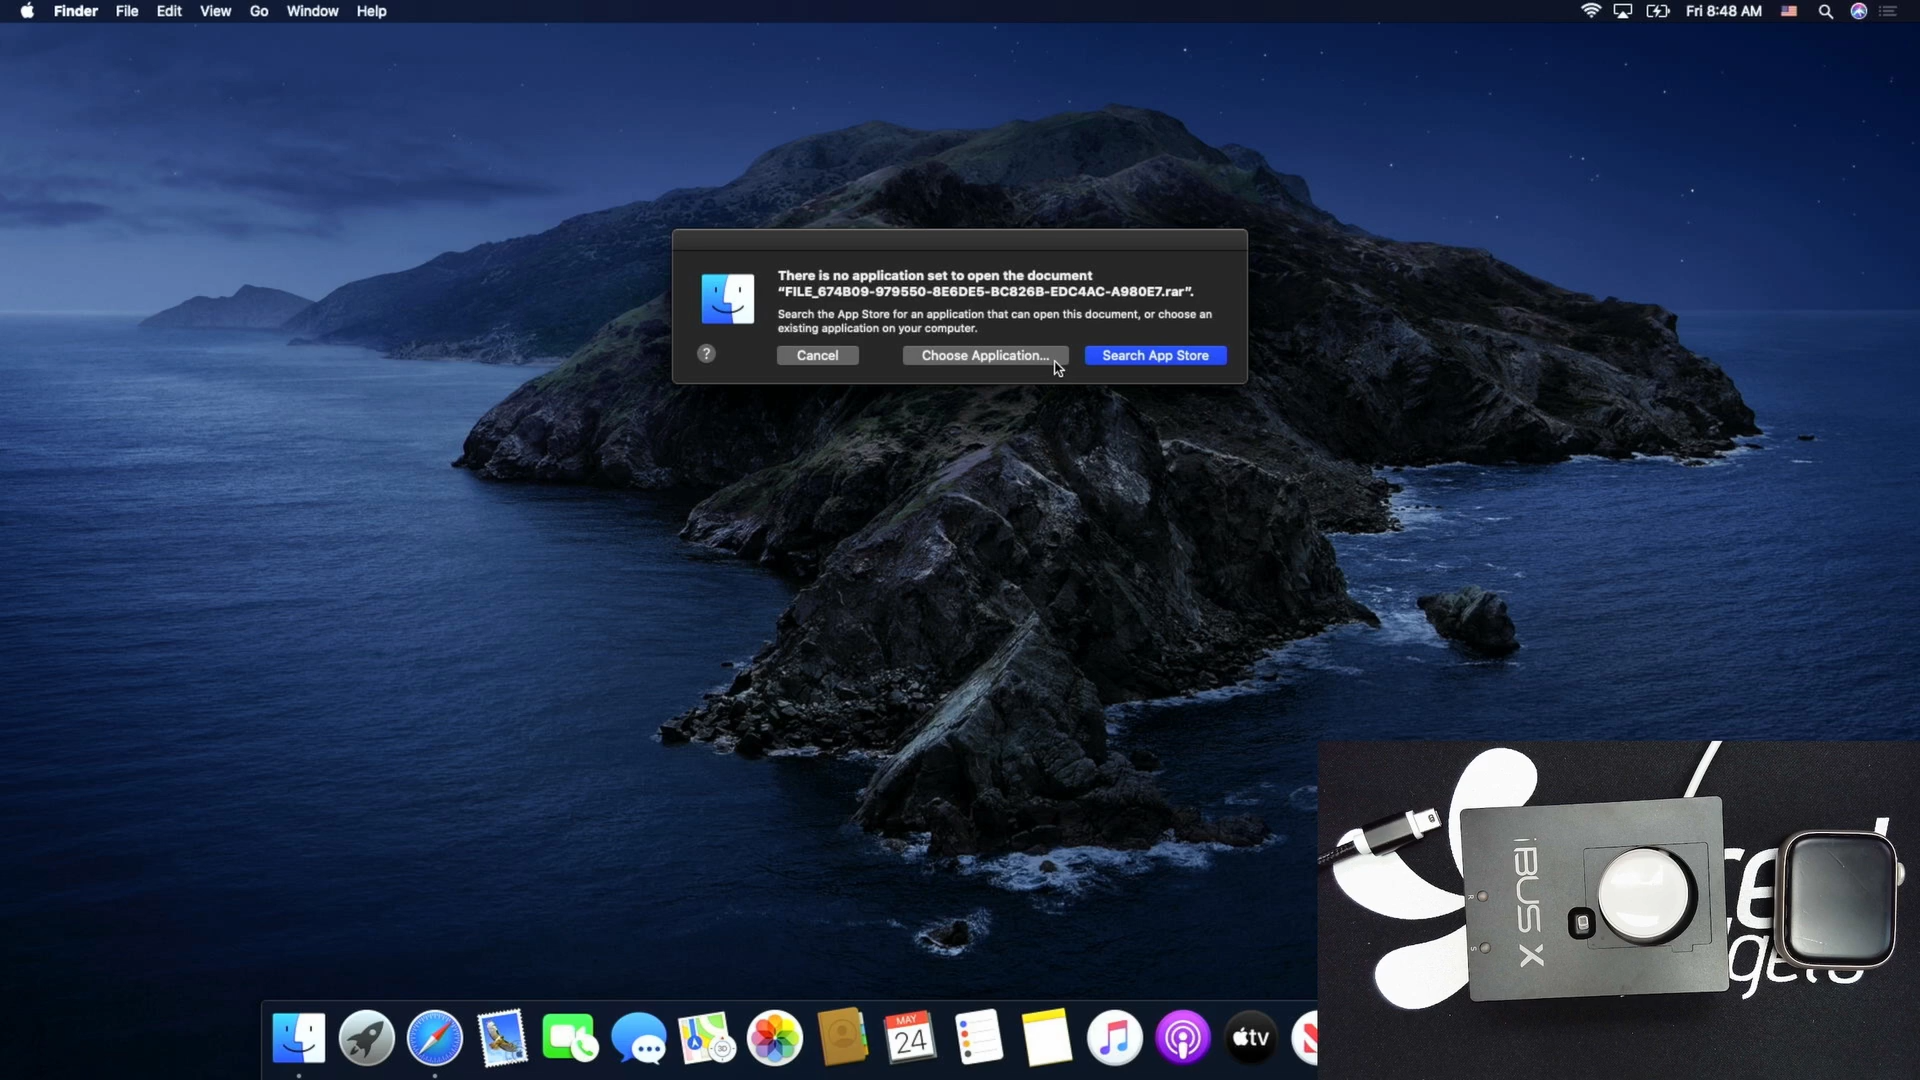 Finder File Edit View Go Window Help
Fri 8:48 AM
There is no application set to open the document
“FILE_674B09-979550-8E6DE5-BC826B-EDC4AC-A980E7.rar”.
Search the App Store for an application that can open this document, or choose an
existing application on your computer.
?
Cancel
Choose Application...
Search App Store
3D
MAY
24
tv
iBUS X
R
S